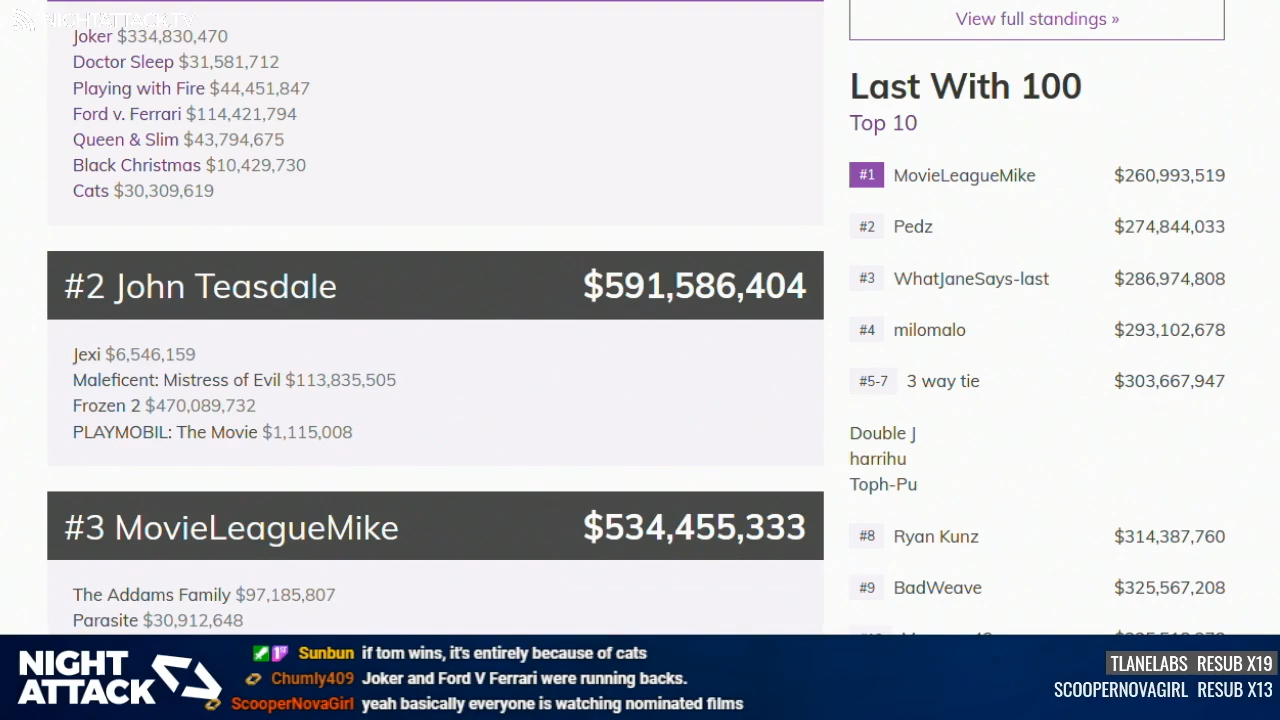 NIGHTATTACK.TV
Joker $334,830,470
Doctor Sleep $31,581,712
Playing with Fire $44,451,847
Ford v. Ferrari $114,421,794
Queen & Slim $43,794,675
Black Christmas $10,429,730
Cats $30,309,619
#2 John Teasdale $591,586,404
Jexi $6,546,159
Maleficent: Mistress of Evil $113,835,505
Frozen 2 $470,089,732
PLAYMOBIL: The Movie $1,115,008
#3 MovieLeagueMike $534,455,333
The Addams Family $97,185,807
Parasite $30,912,648
View full standings »
Last With 100
Top 10
#1 MovieLeagueMike $260,993,519
#2 Pedz $274,844,033
#3 WhatJaneSays-last $286,974,808
#4 milomalo $293,102,678
#5-7 3 way tie $303,667,947
Double J
harrihu
Toph-Pu
#8 Ryan Kunz $314,387,760
#9 BadWeave $325,567,208
NIGHT
ATTACK
Sunbun if tom wins, it's entirely because of cats
Chumly409 Joker and Ford V Ferrari were running backs.
ScooperNovaGirl yeah basically everyone is watching nominated films
TLANELABS RESUB X19
SCOOPERNOVAGIRL RESUB X13